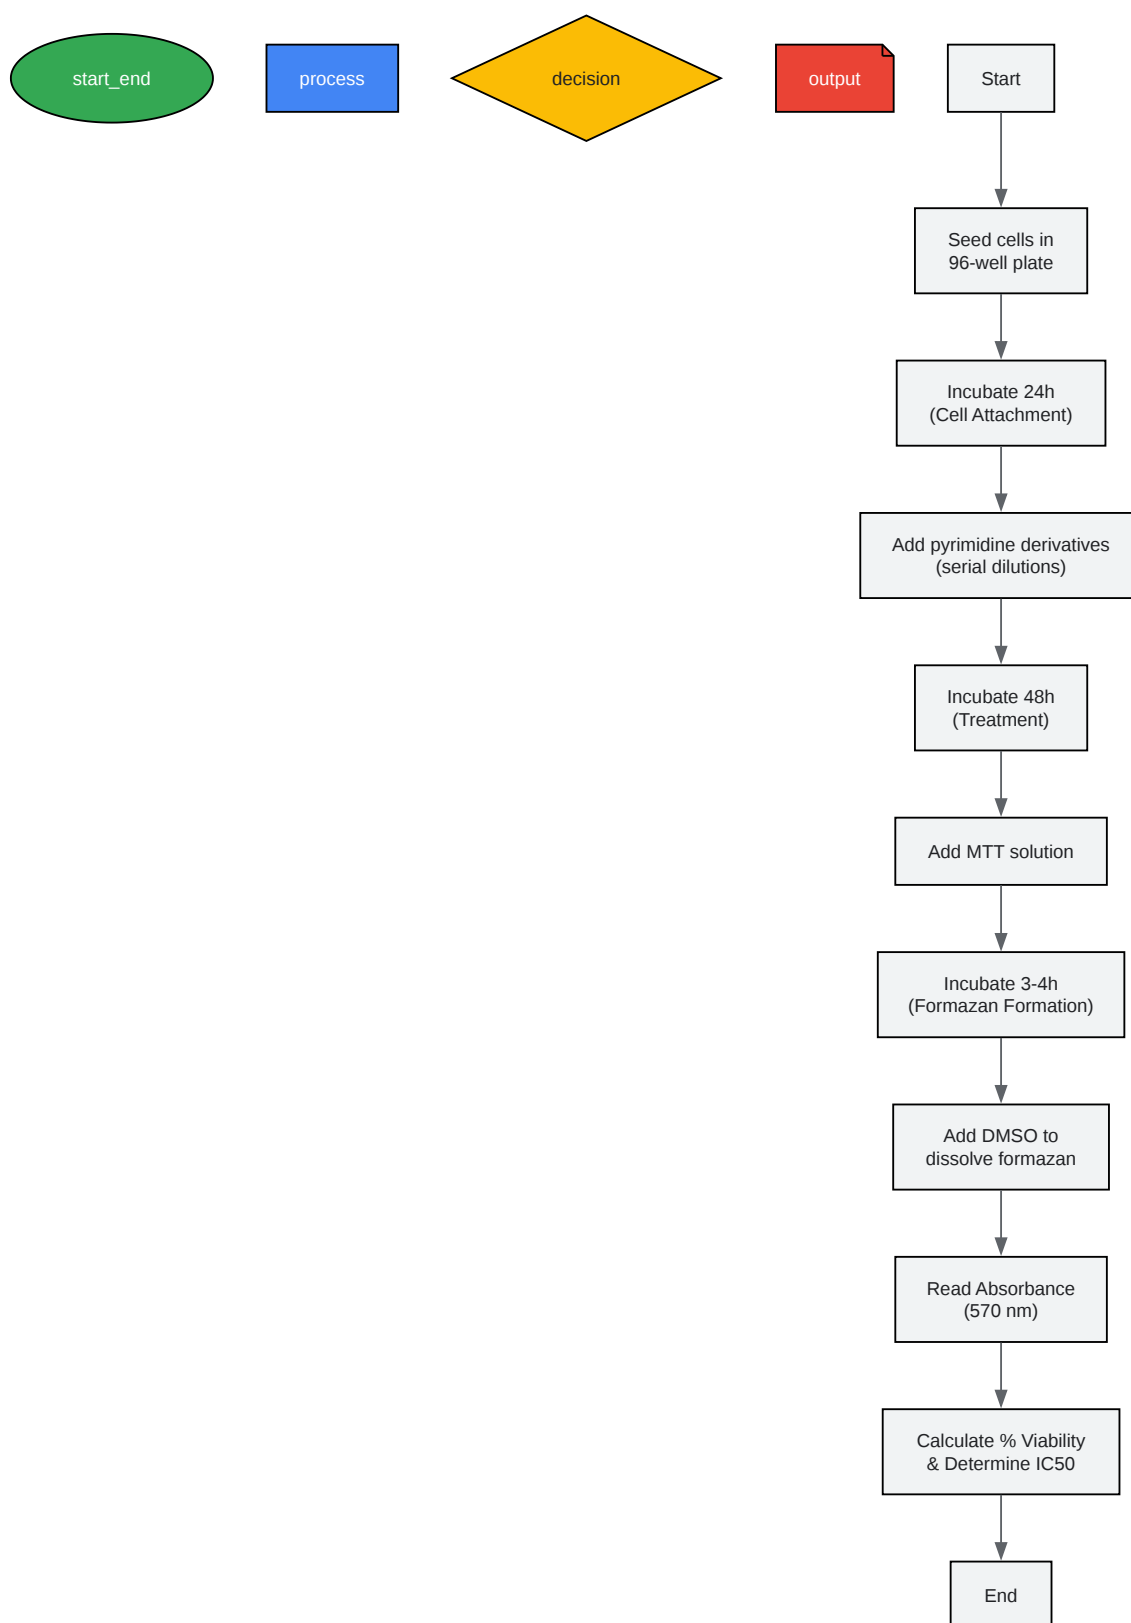 start_end
process
decision
output
Start
Seed cells in
96-well plate
Incubate 24h
(Cell Attachment)
Add pyrimidine derivatives
(serial dilutions)
Incubate 48h
(Treatment)
Add MTT solution
Incubate 3-4h
(Formazan Formation)
Add DMSO to
dissolve formazan
Read Absorbance
(570 nm)
Calculate % Viability
& Determine IC50
End